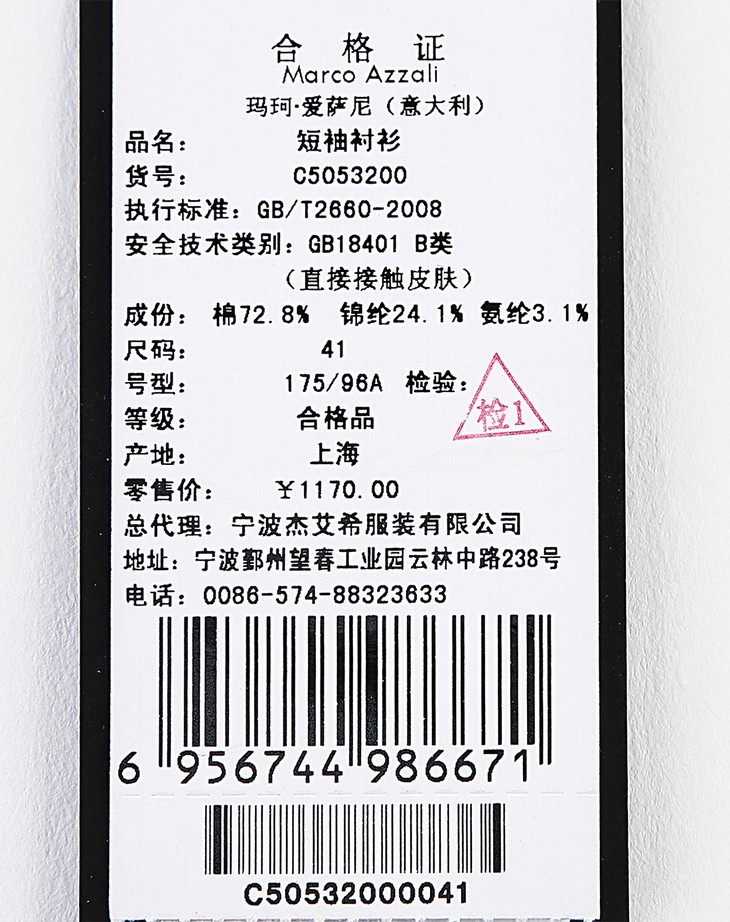 合 格 证
Marco Azzali
玛珂·爱萨尼（意大利）
品名： 短袖衬衫
货号： C5053200
执行标准：GB/T2660-2008
安全技术类别：GB18401 B类
（直接接触皮肤）
成份： 棉72.8% 锦纶24.1% 氨纶3.1%
尺码： 41
号型： 175/96A 检验：
检1
等级： 合格品
产地： 上海
零售价： ¥1170.00
总代理：宁波杰艾希服装有限公司
地址：宁波鄞州望春工业园云林中路238号
电话：0086-574-88323633
6 956744 986671
C50532000041